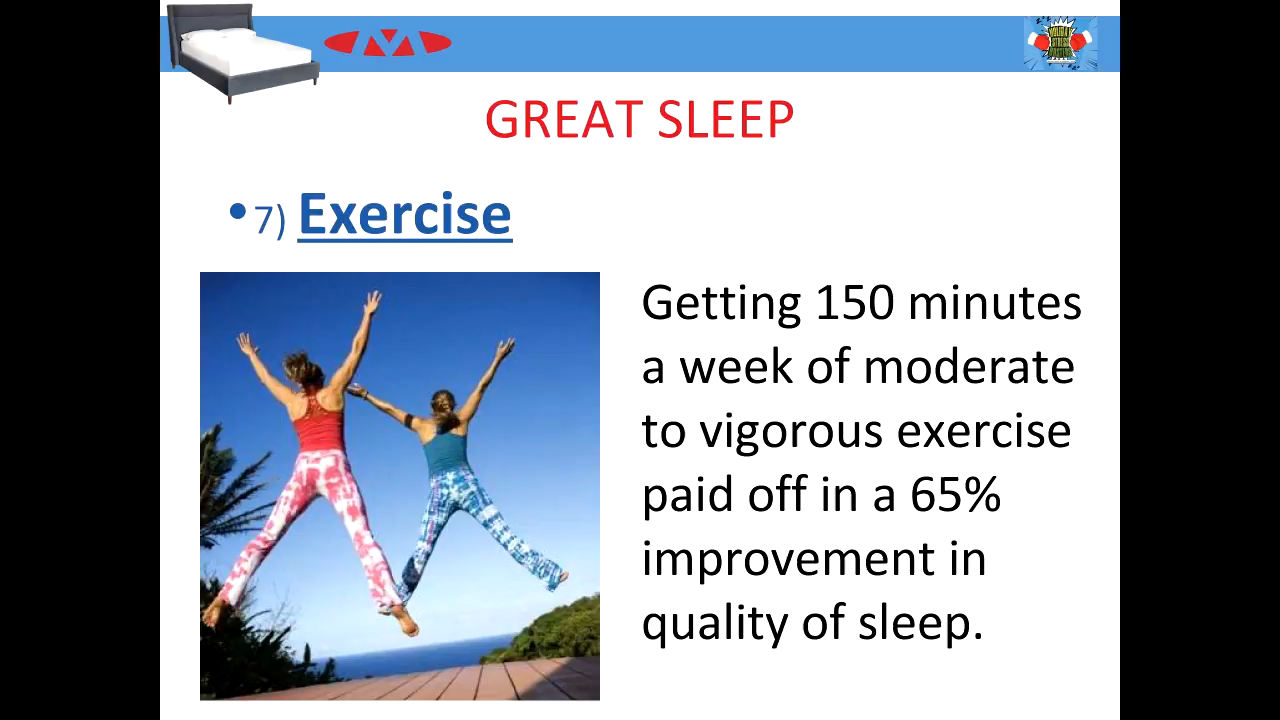 GREAT SLEEP
•7) Exercise
Getting 150 minutes
a week of moderate
to vigorous exercise
paid off in a 65%
improvement in
quality of sleep.